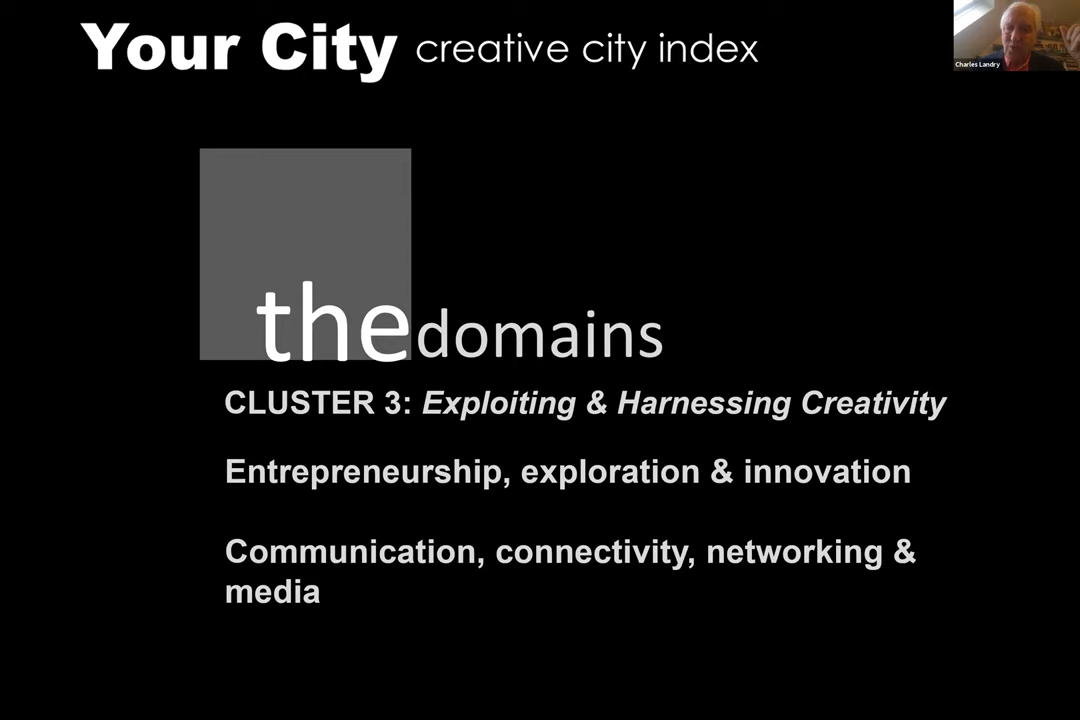 Your City creative city index
Charles Landry
thedomains
CLUSTER 3: Exploiting & Harnessing Creativity
Entrepreneurship, exploration & innovation
Communication, connectivity, networking &
media